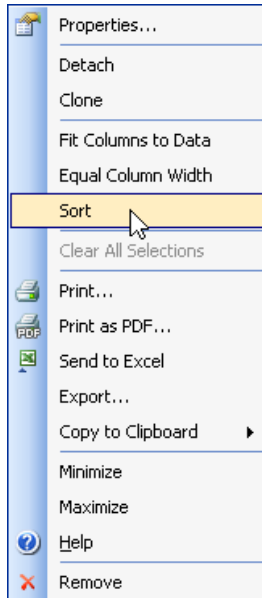 Properties...
Detach
Clone
Fit Columns to Data
Equal Column Width
Sort
Clear All Selections
Print...
PDF Print as PDF...
Send to Excel
Export...
Copy to Clipboard
Minimize
Maximize
Help
Remove